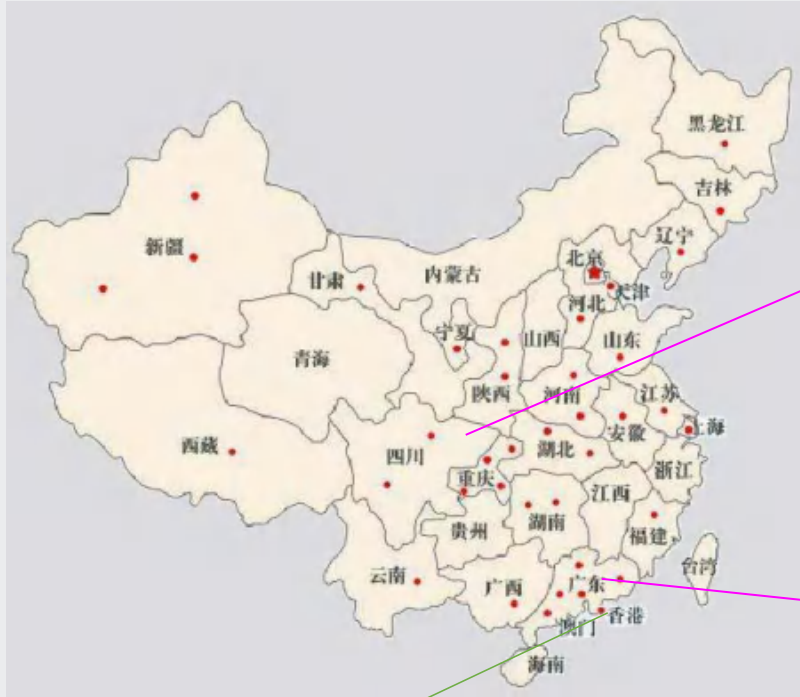 黑龙江
吉林
辽宁
北京
天津
河北
内蒙古
新疆
甘肃
宁夏
山西
山东
青海
陕西
河南
江苏
上海
安徽
西藏
四川
重庆
湖北
浙江
江西
湖南
贵州
福建
台湾
云南
广西
广东
香港
澳门
海南